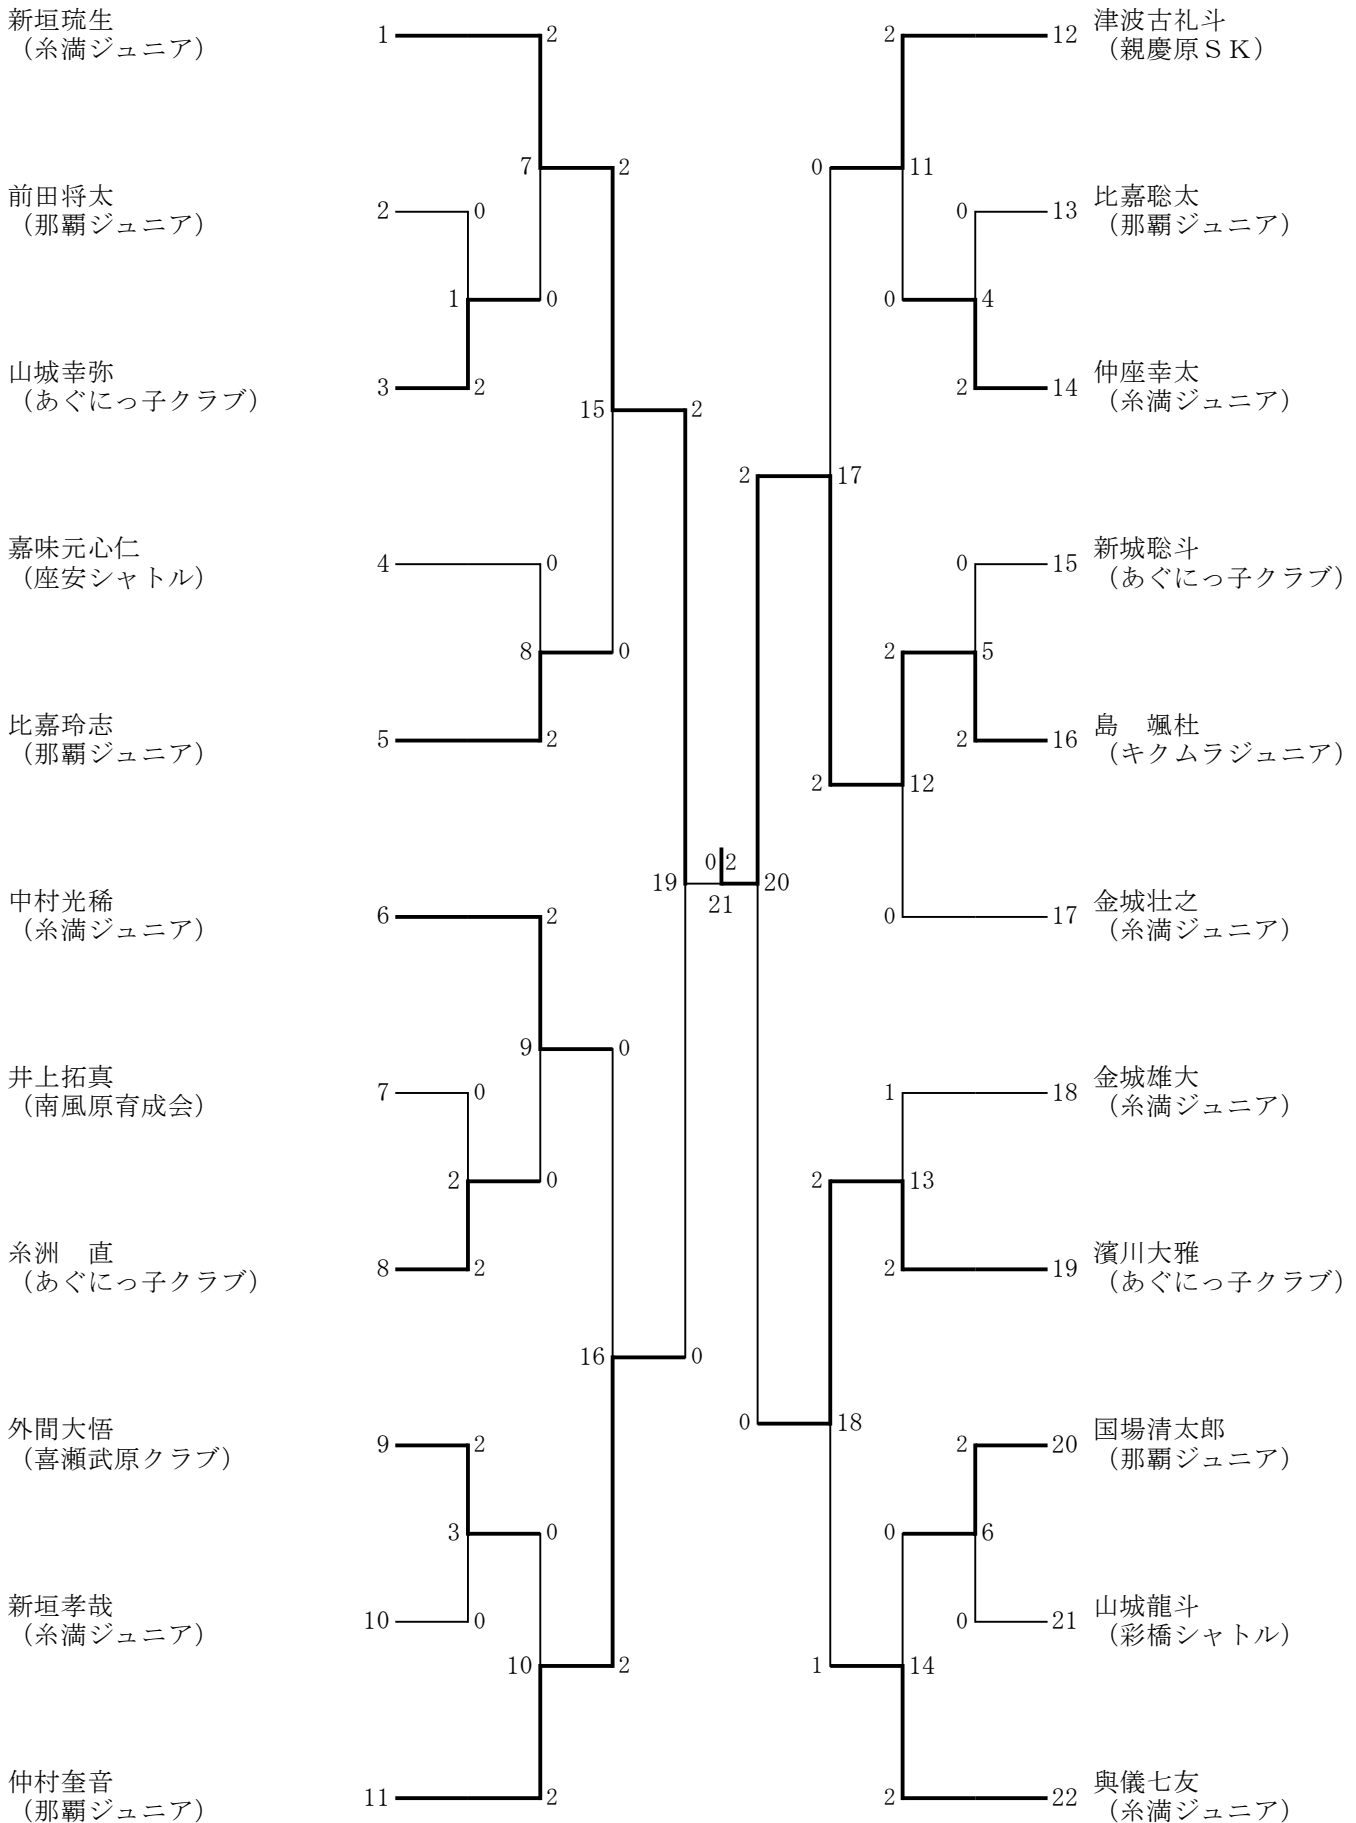 新垣琉生
（糸満ジュニア）
1
2
2
12
津波古礼斗
（親慶原ＳＫ）
7
2
0
11
前田将太
（那覇ジュニア）
2
0
0
13
比嘉聡太
（那覇ジュニア）
1
0
0
4
山城幸弥
（あぐにっ子クラブ）
3
2
2
14
仲座幸太
（糸満ジュニア）
15
2
2
17
嘉味元心仁
（座安シャトル）
4
0
0
15
新城聡斗
（あぐにっ子クラブ）
8
0
2
5
比嘉玲志
（那覇ジュニア）
5
2
2
16
島　颯杜
（キクムラジュニア）
2
12
0
2
19
20
21
中村光稀
（糸満ジュニア）
6
2
0
17
金城壮之
（糸満ジュニア）
9
0
井上拓真
（南風原育成会）
7
0
1
18
金城雄大
（糸満ジュニア）
2
0
2
13
糸洲　直
（あぐにっ子クラブ）
8
2
2
19
濱川大雅
（あぐにっ子クラブ）
16
0
0
18
外間大悟
（喜瀬武原クラブ）
9
2
2
20
国場清太郎
（那覇ジュニア）
3
0
0
6
新垣孝哉
（糸満ジュニア）
10
0
0
21
山城龍斗
（彩橋シャトル）
10
2
1
14
仲村奎音
（那覇ジュニア）
11
2
2
22
與儀七友
（糸満ジュニア）